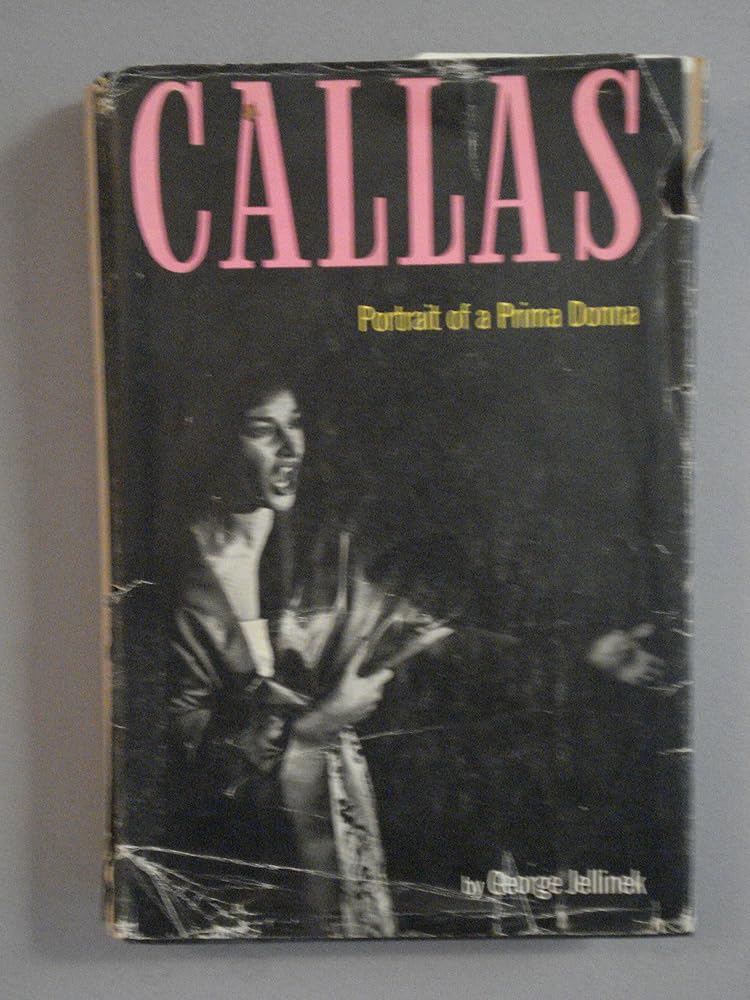 CALLAS
Portrait of a Prima Donna
by George Jellinek